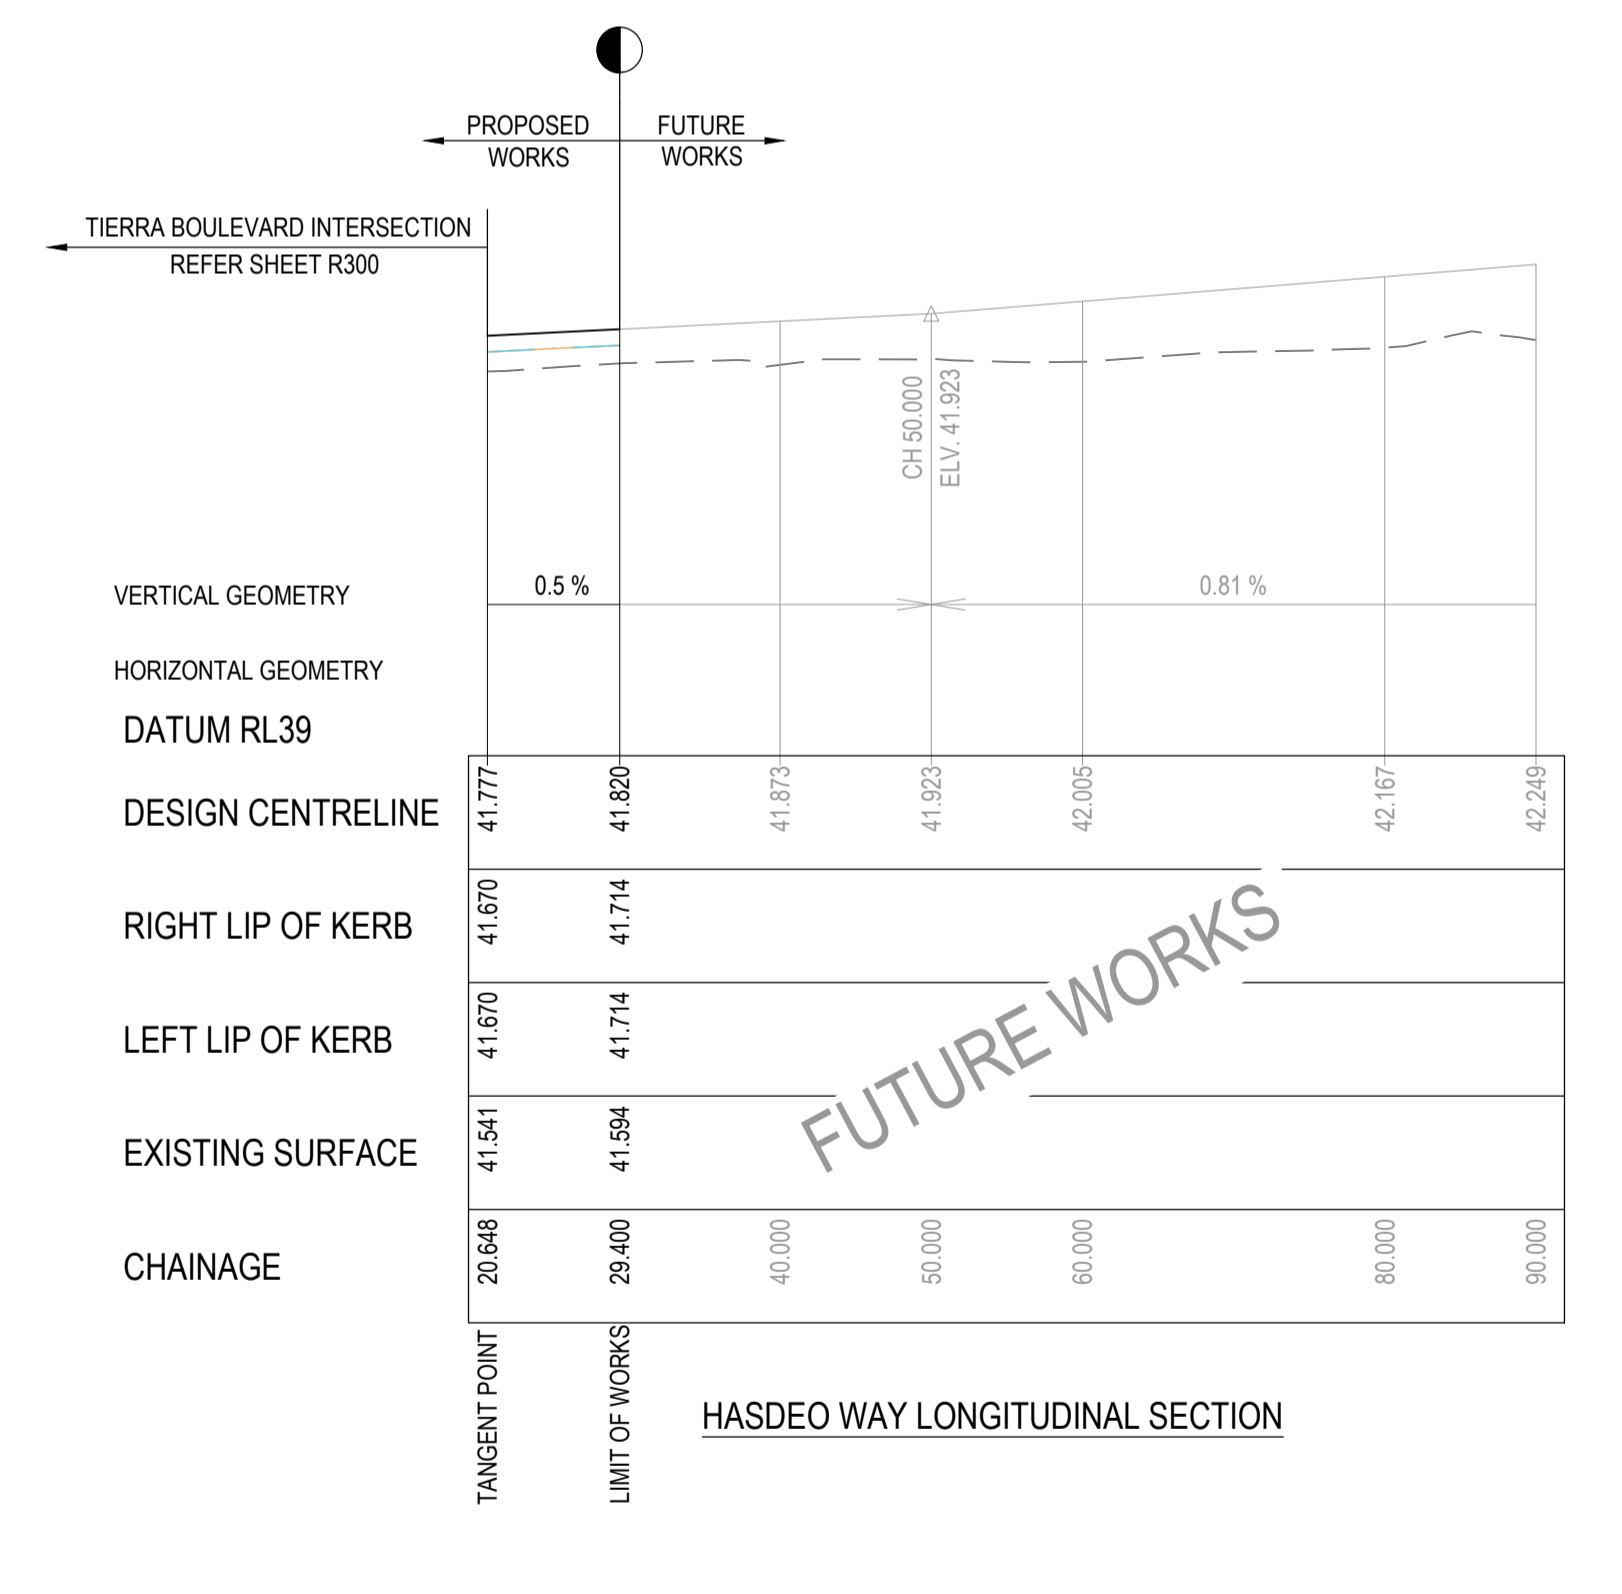 PROPOSED
WORKS
FUTURE
WORKS
TIERRA BOULEVARD INTERSECTION
REFER SHEET R300
CH 50.000
ELV. 41.923
VERTICAL GEOMETRY
0.5 %
0.81 %
HORIZONTAL GEOMETRY
DATUM RL39
DESIGN CENTRELINE 41.777 41.820 41.873 41.923 42.005 42.167 42.249
RIGHT LIP OF KERB 41.670 41.714
LEFT LIP OF KERB 41.670 41.714
EXISTING SURFACE 41.541 41.594
FUTURE WORKS
CHAINAGE 20.648 29.400 40.000 50.000 60.000 80.000 90.000
TANGENT POINT
LIMIT OF WORKS
HASDEO WAY LONGITUDINAL SECTION